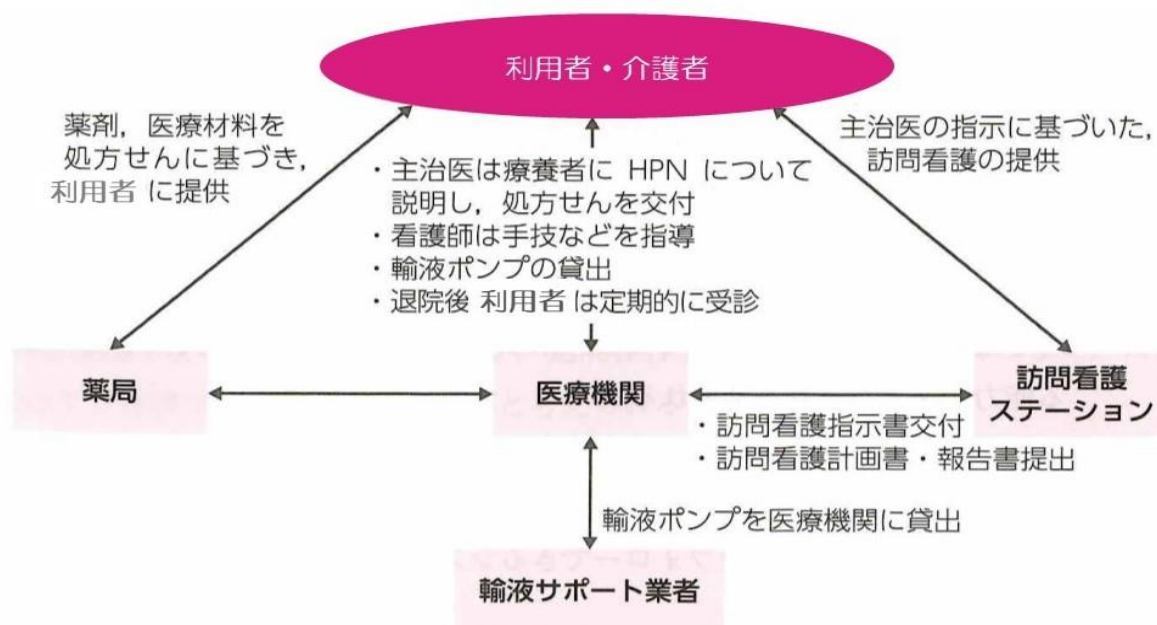 利用者・介護者
薬剤，医療材料を
処方せんに基づき，
利用者 に提供
・主治医は療養者に HPN について
説明し，処方せんを交付
・看護師は手技などを指導
・輸液ポンプの貸出
・退院後 利用者 は定期的に受診
主治医の指示に基づいた，
訪問看護の提供
薬局
医療機関
訪問看護
ステーション
・訪問看護指示書交付
・訪問看護計画書・報告書提出
輸液ポンプを医療機関に貸出
輸液サポート業者